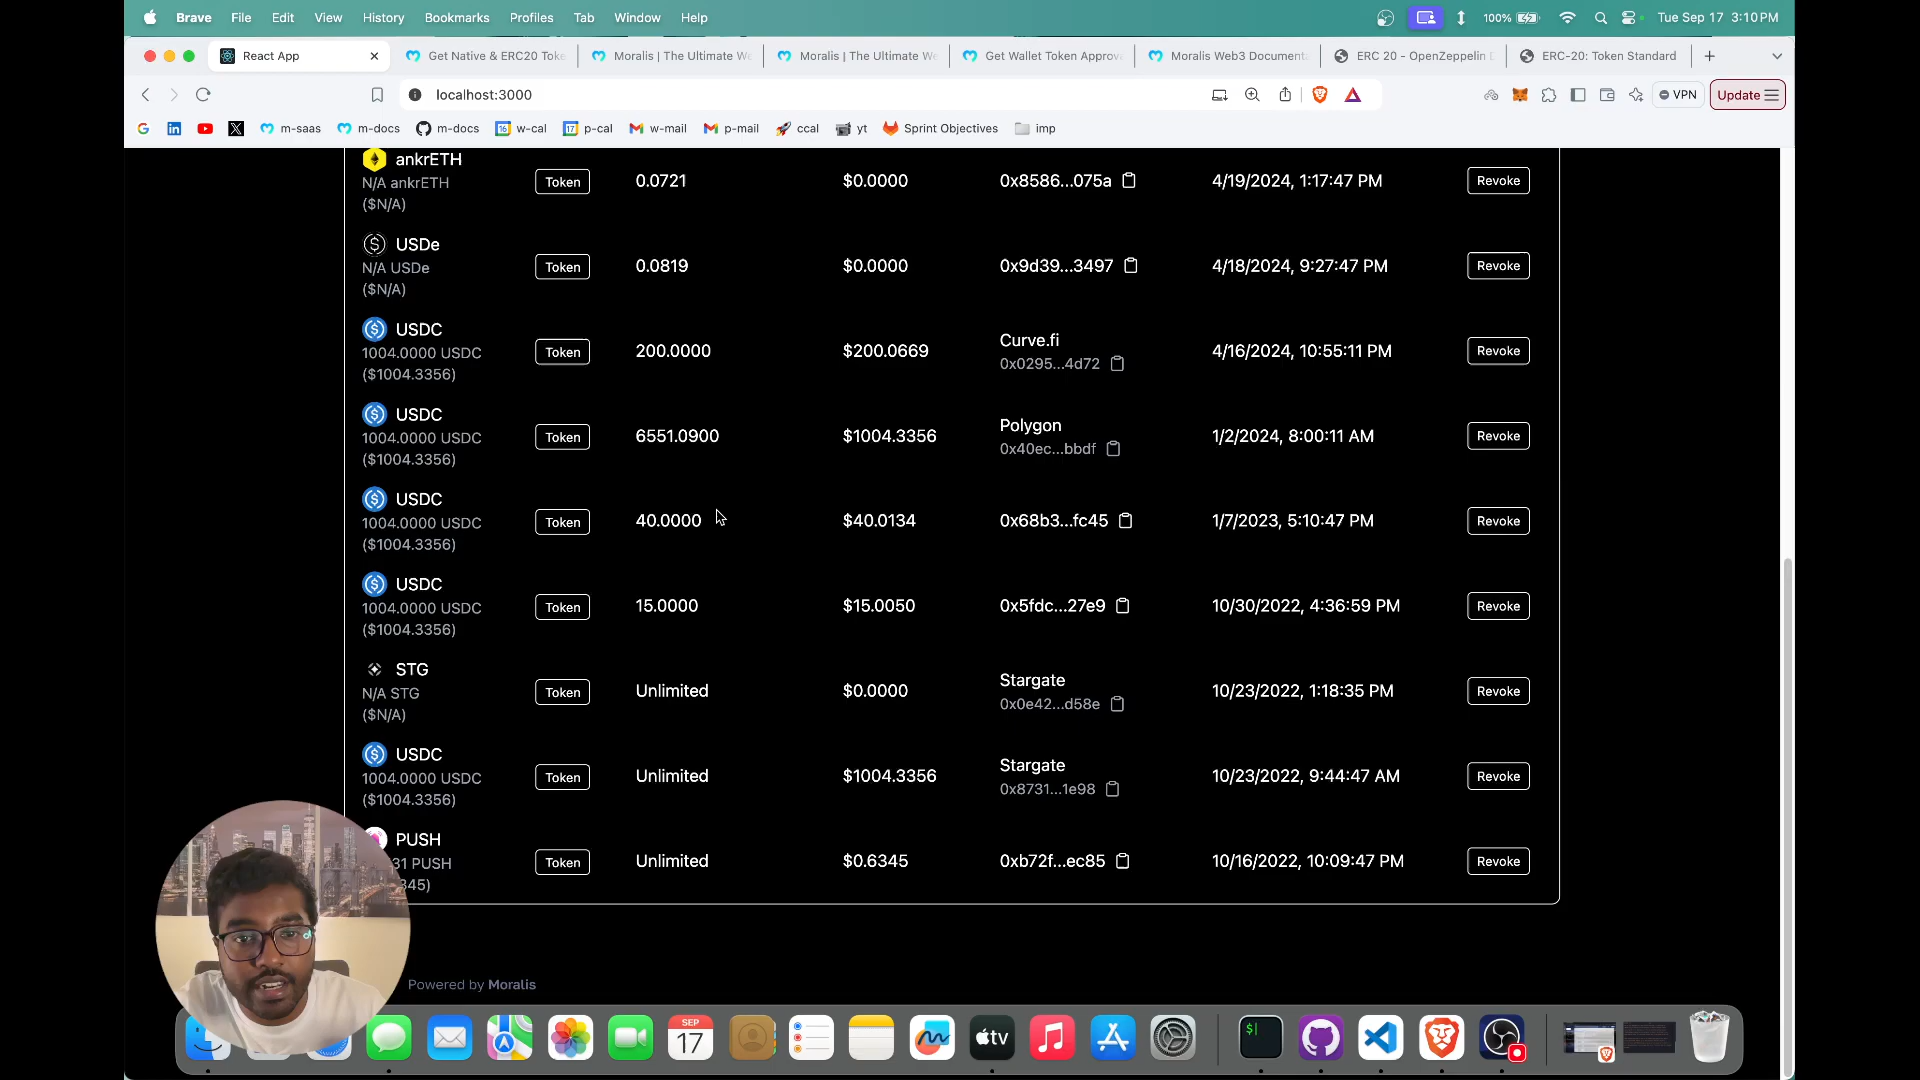 Brave File Edit View History Bookmarks Profiles Tab Window Help 100% Tue Sep 17 3:10 PM
React App Get Native & ERC20 Toke Moralis | The Ultimate We Moralis | The Ultimate We Get Wallet Token Approv Moralis Web3 Document ERC 20 - OpenZeppelin ERC-20: Token Standard
localhost:3000 VPN Update
m-saas m-docs m-docs w-cal p-cal w-mail p-mail ccal yt Sprint Objectives imp
ankrETH
N/A ankrETH
($N/A)
Token 0.0721 $0.0000 0x8586...075a 4/19/2024, 1:17:47 PM Revoke
USDe
N/A USDe
($N/A)
Token 0.0819 $0.0000 0x9d39...3497 4/18/2024, 9:27:47 PM Revoke
USDC
1004.0000 USDC
($1004.3356)
Token 200.0000 $200.0669 Curve.fi 4/16/2024, 10:55:11 PM Revoke
0x0295...4d72
USDC
1004.0000 USDC
($1004.3356)
Token 6551.0900 $1004.3356 Polygon 1/2/2024, 8:00:11 AM Revoke
0x40ec...bbdf
USDC
1004.0000 USDC
($1004.3356)
Token 40.0000 $40.0134 0x68b3...fc45 1/7/2023, 5:10:47 PM Revoke
USDC
1004.0000 USDC
($1004.3356)
Token 15.0000 $15.0050 0x5fdc...27e9 10/30/2022, 4:36:59 PM Revoke
STG
N/A STG
($N/A)
Token Unlimited $0.0000 Stargate 10/23/2022, 1:18:35 PM Revoke
0x0e42...d58e
USDC
1004.0000 USDC
($1004.3356)
Token Unlimited $1004.3356 Stargate 10/23/2022, 9:44:47 AM Revoke
0x8731...1e98
PUSH
31 PUSH
345)
Token Unlimited $0.6345 0xb72f...ec85 10/16/2022, 10:09:47 PM Revoke
Powered by Moralis
SEP
17
tv